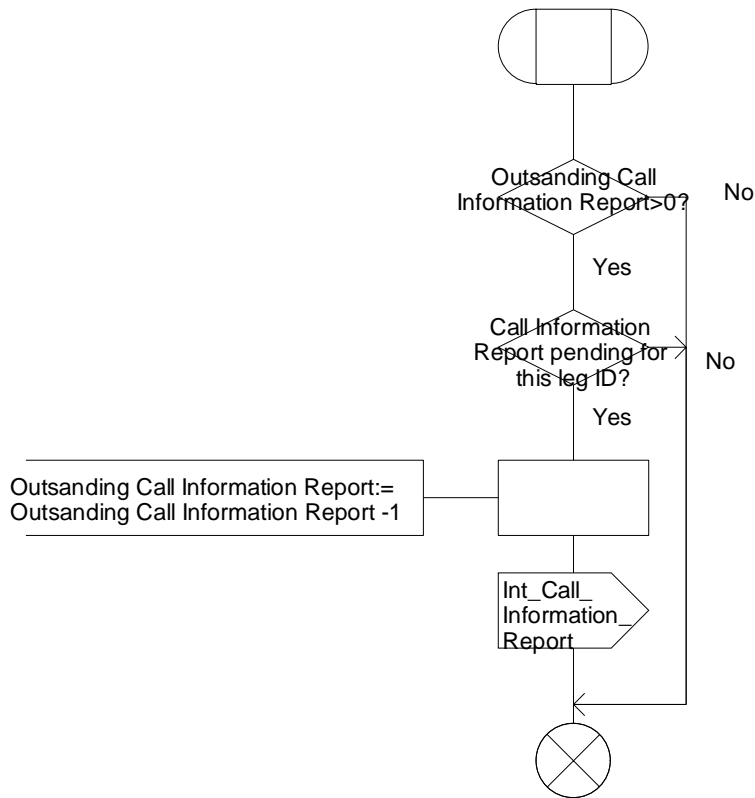 Outsanding Call
Information Report>0?
No
Yes
Call Information
Report pending for
this leg ID?
No
Yes
Outsanding Call Information Report:=
Outsanding Call Information Report -1
Int_Call_
Information_
Report